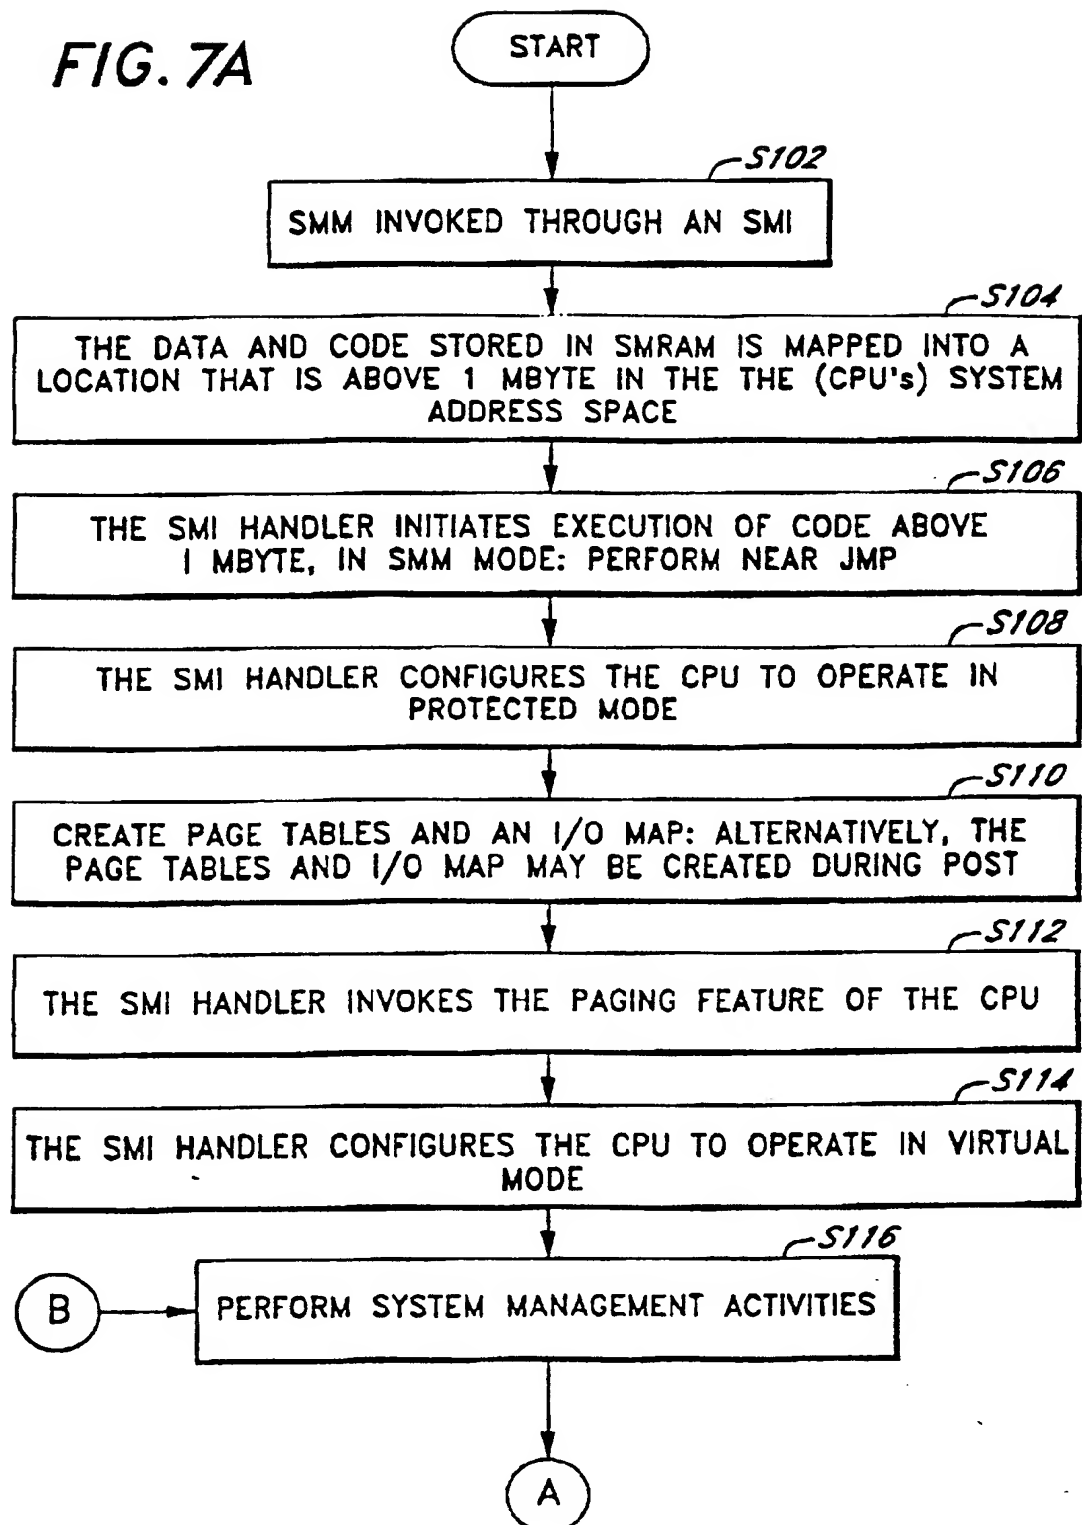 FIG. 7A
START
S102
SMM INVOKED THROUGH AN SMI
S104
THE DATA AND CODE STORED IN SMRAM IS MAPPED INTO A
LOCATION THAT IS ABOVE 1 MBYTE IN THE THE (CPU's) SYSTEM
ADDRESS SPACE
S106
THE SMI HANDLER INITIATES EXECUTION OF CODE ABOVE
1 MBYTE, IN SMM MODE: PERFORM NEAR JMP
S108
THE SMI HANDLER CONFIGURES THE CPU TO OPERATE IN
PROTECTED MODE
S110
CREATE PAGE TABLES AND AN I/O MAP: ALTERNATIVELY, THE
PAGE TABLES AND I/O MAP MAY BE CREATED DURING POST
S112
THE SMI HANDLER INVOKES THE PAGING FEATURE OF THE CPU
S114
THE SMI HANDLER CONFIGURES THE CPU TO OPERATE IN VIRTUAL
MODE
S116
B
PERFORM SYSTEM MANAGEMENT ACTIVITIES
A